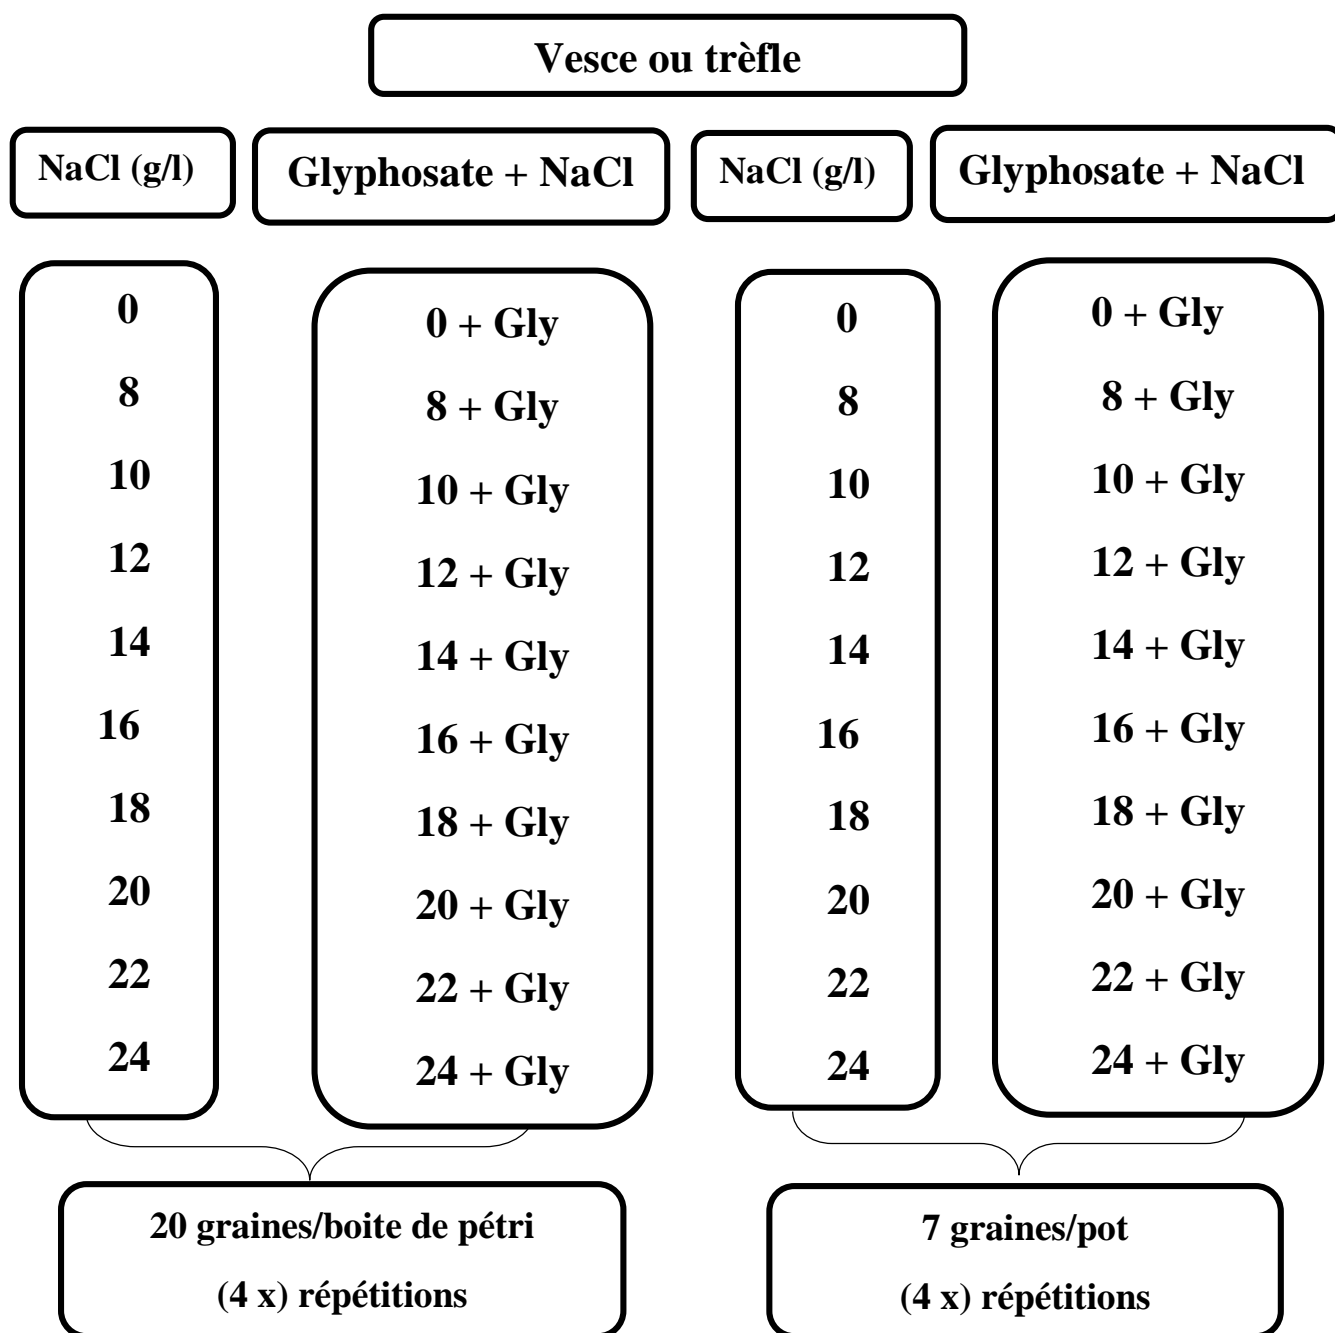 Vesce ou trèfle
NaCl (g/l)
Glyphosate + NaCl
NaCl (g/l)
Glyphosate + NaCl
0
8
10
12
14
16
18
20
22
24
0 + Gly
8 + Gly
10 + Gly
12 + Gly
14 + Gly
16 + Gly
18 + Gly
20 + Gly
22 + Gly
24 + Gly
0
8
10
12
14
16
18
20
22
24
0 + Gly
8 + Gly
10 + Gly
12 + Gly
14 + Gly
16 + Gly
18 + Gly
20 + Gly
22 + Gly
24 + Gly
20 graines/boite de pétri
(4 x) répétitions
7 graines/pot
(4 x) répétitions